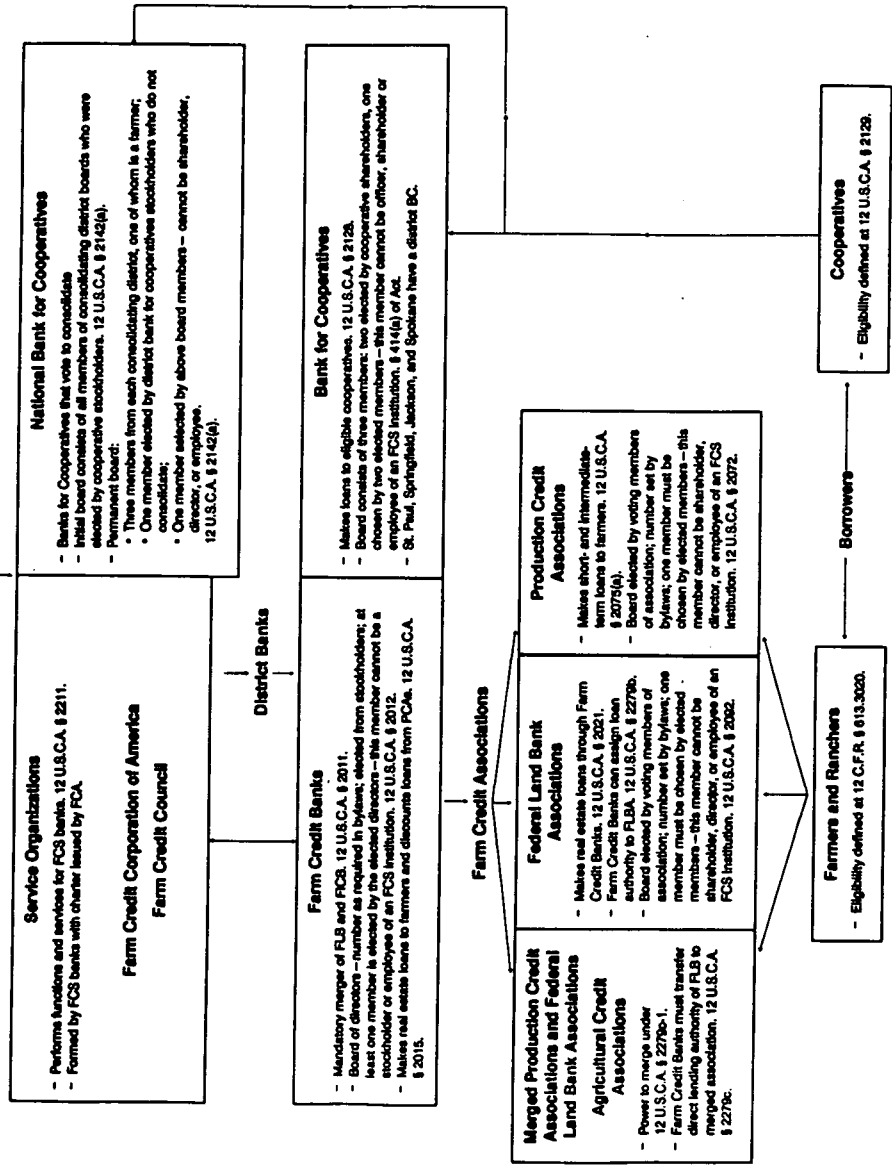 Service Organizations
- Performs functions and services for FCS banks. 12 U.S.C.A. § 2211.
- Formed by FCS banks with charter issued by FCA.
Farm Credit Corporation of America
Farm Credit Council
National Bank for Cooperatives
- Banks for Cooperatives that vote to consolidate
- Initial board consists of all members of consolidating district boards who were
elected by cooperative stockholders. 12 U.S.C.A. § 2142(a).
- Permanent board:
* Three members from each consolidating district, one of whom is a farmer;
* One member elected by district bank for cooperatives stockholders who do not
consolidate;
* One member selected by above board members – cannot be shareholder,
director, or employee.
12 U.S.C.A. § 2142(a).
District Banks
Farm Credit Banks
- Mandatory merger of FLB and FICB. 12 U.S.C.A. § 2011.
- Board of directors – number as required in bylaws; elected from stockholders; at
least one member is elected by the elected directors – this member cannot be a
stockholder or employee of an FCS institution. 12 U.S.C.A. § 2012.
- Makes real estate loans to farmers and discounts loans from PCAs. 12 U.S.C.A.
§ 2015.
Bank for Cooperatives
- Makes loans to eligible cooperatives. 12 U.S.C.A. § 2128.
- Board consists of three members: two elected by cooperative shareholders, one
chosen by two elected members – this member cannot be officer, shareholder or
employee of an FCS institution. § 414(a) of Act.
- St. Paul, Springfield, Jackson, and Spokane have a district BC.
Farm Credit Associations
Merged Production Credit
Associations and Federal
Land Bank Associations
Agricultural Credit
Associations
- Power to merge under
12 U.S.C.A. § 2279c-1.
- Farm Credit Banks must transfer
direct lending authority of FLB to
merged association. 12 U.S.C.A.
§ 2279c.
Federal Land Bank
Associations
- Makes real estate loans through Farm
Credit Banks. 12 U.S.C.A. § 2021.
- Farm Credit Banks can assign loan
authority to FLBA. 12 U.S.C.A. § 2279b.
- Board elected by voting members of
association; number set by bylaws; one
member must be chosen by elected
members – this member cannot be
shareholder, director, or employee of an
FCS institution. 12 U.S.C.A. § 2092.
Production Credit
Associations
- Makes short- and intermediate-
term loans to farmers. 12 U.S.C.A.
§ 2075(a).
- Board elected by voting members
of association; number set by
bylaws; one member must be
chosen by elected members – this
member cannot be shareholder,
director, or employee of an FCS
institution. 12 U.S.C.A. § 2072.
Borrowers
Farmers and Ranchers
- Eligibility defined at 12 C.F.R. § 613.3020.
Cooperatives
- Eligibility defined at 12 U.S.C.A. § 2129.